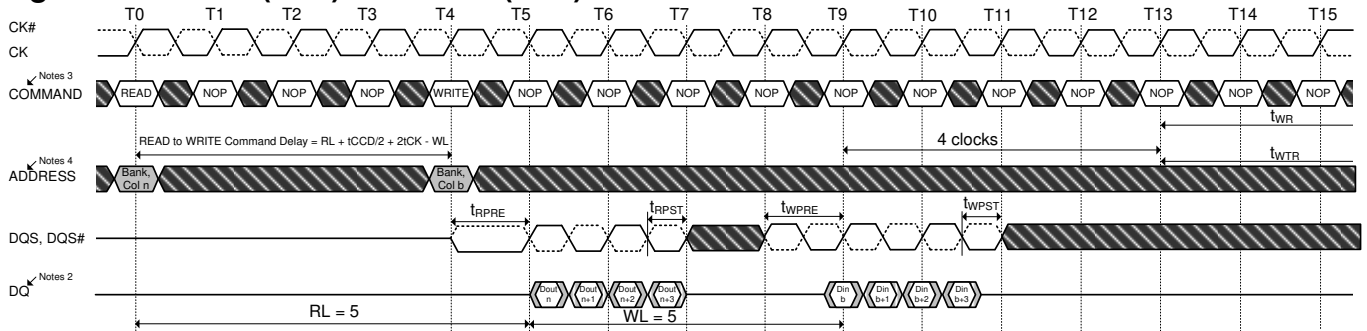 T0 T1 T2 T3 T4 T5 T6 T7 T8 T9 T10 T11 T12 T13 T14 T15
CK#
CK
Notes 3
COMMAND READ NOP NOP NOP WRITE NOP NOP NOP NOP NOP NOP NOP NOP NOP NOP NOP
tWR
READ to WRITE Command Delay = RL + tCCD/2 + 2tCK - WL
4 clocks
tWTR
Notes 4
ADDRESS Bank, Col n Bank, Col b
tRPRE tRPST tWPRE tWPST
DQS, DQS#
Notes 2
DQ Dout n Dout n+1 Dout n+2 Dout n+3 Din b Din b+1 Din b+2 Din b+3
RL = 5 WL = 5